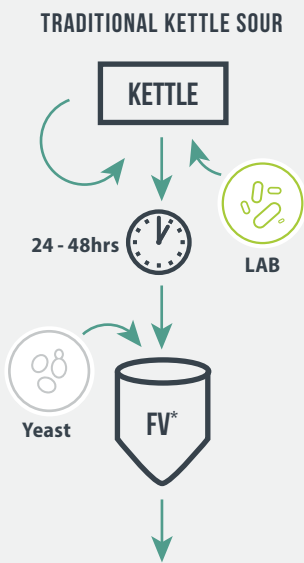 TRADITIONAL KETTLE SOUR
KETTLE
24 - 48hrs
LAB
Yeast
FV*